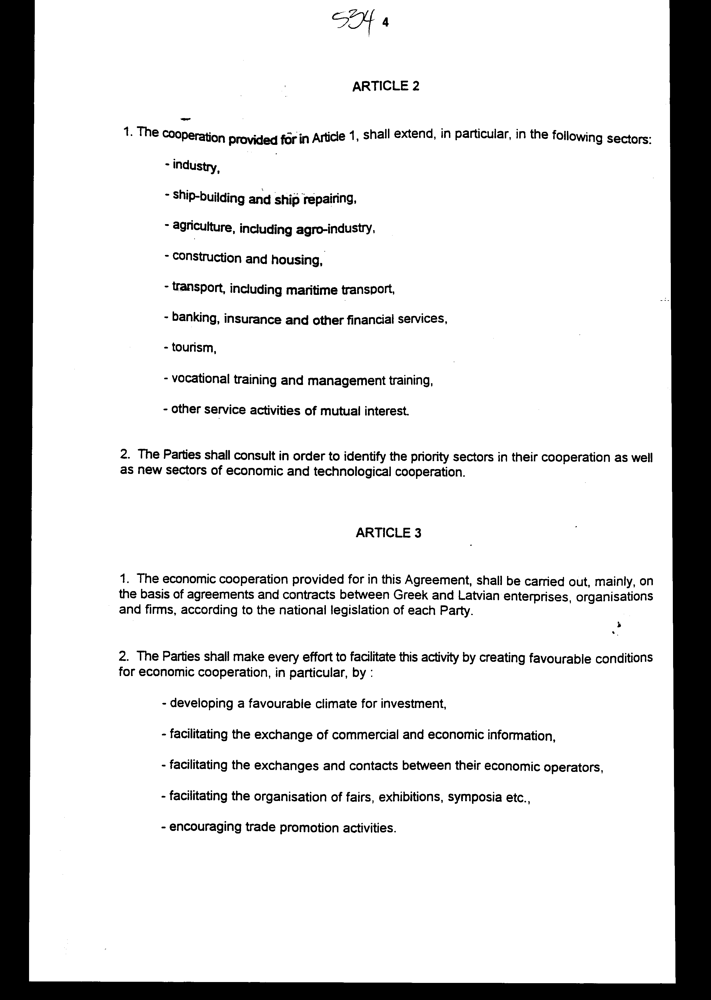 534 4
ARTICLE 2
1. The cooperation provided for in Article 1, shall extend, in particular, in the following sectors:
- industry,
- ship-building and ship repairing,
- agriculture, including agro-industry,
- construction and housing,
- transport, including maritime transport,
- banking, insurance and other financial services,
- tourism,
- vocational training and management training,
- other service activities of mutual interest.
2. The Parties shall consult in order to identify the priority sectors in their cooperation as well
as new sectors of economic and technological cooperation.
ARTICLE 3
1. The economic cooperation provided for in this Agreement, shall be carried out, mainly, on
the basis of agreements and contracts between Greek and Latvian enterprises, organisations
and firms, according to the national legislation of each Party.
2. The Parties shall make every effort to facilitate this activity by creating favourable conditions
for economic cooperation, in particular, by :
- developing a favourable climate for investment,
- facilitating the exchange of commercial and economic information,
- facilitating the exchanges and contacts between their economic operators,
- facilitating the organisation of fairs, exhibitions, symposia etc.,
- encouraging trade promotion activities.